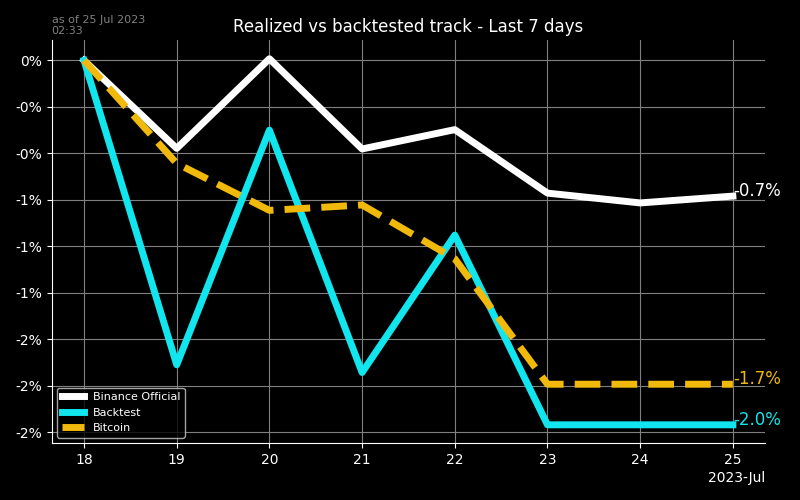 as of 25 Jul 2023
02:33
Realized vs backtested track - Last 7 days
0%
-0%
-0%
-1%
-1%
-1%
-2%
-2%
-2%
-0.7%
-1.7%
-2.0%
Binance Official
Backtest
Bitcoin
18 19 20 21 22 23 24 25
2023-Jul